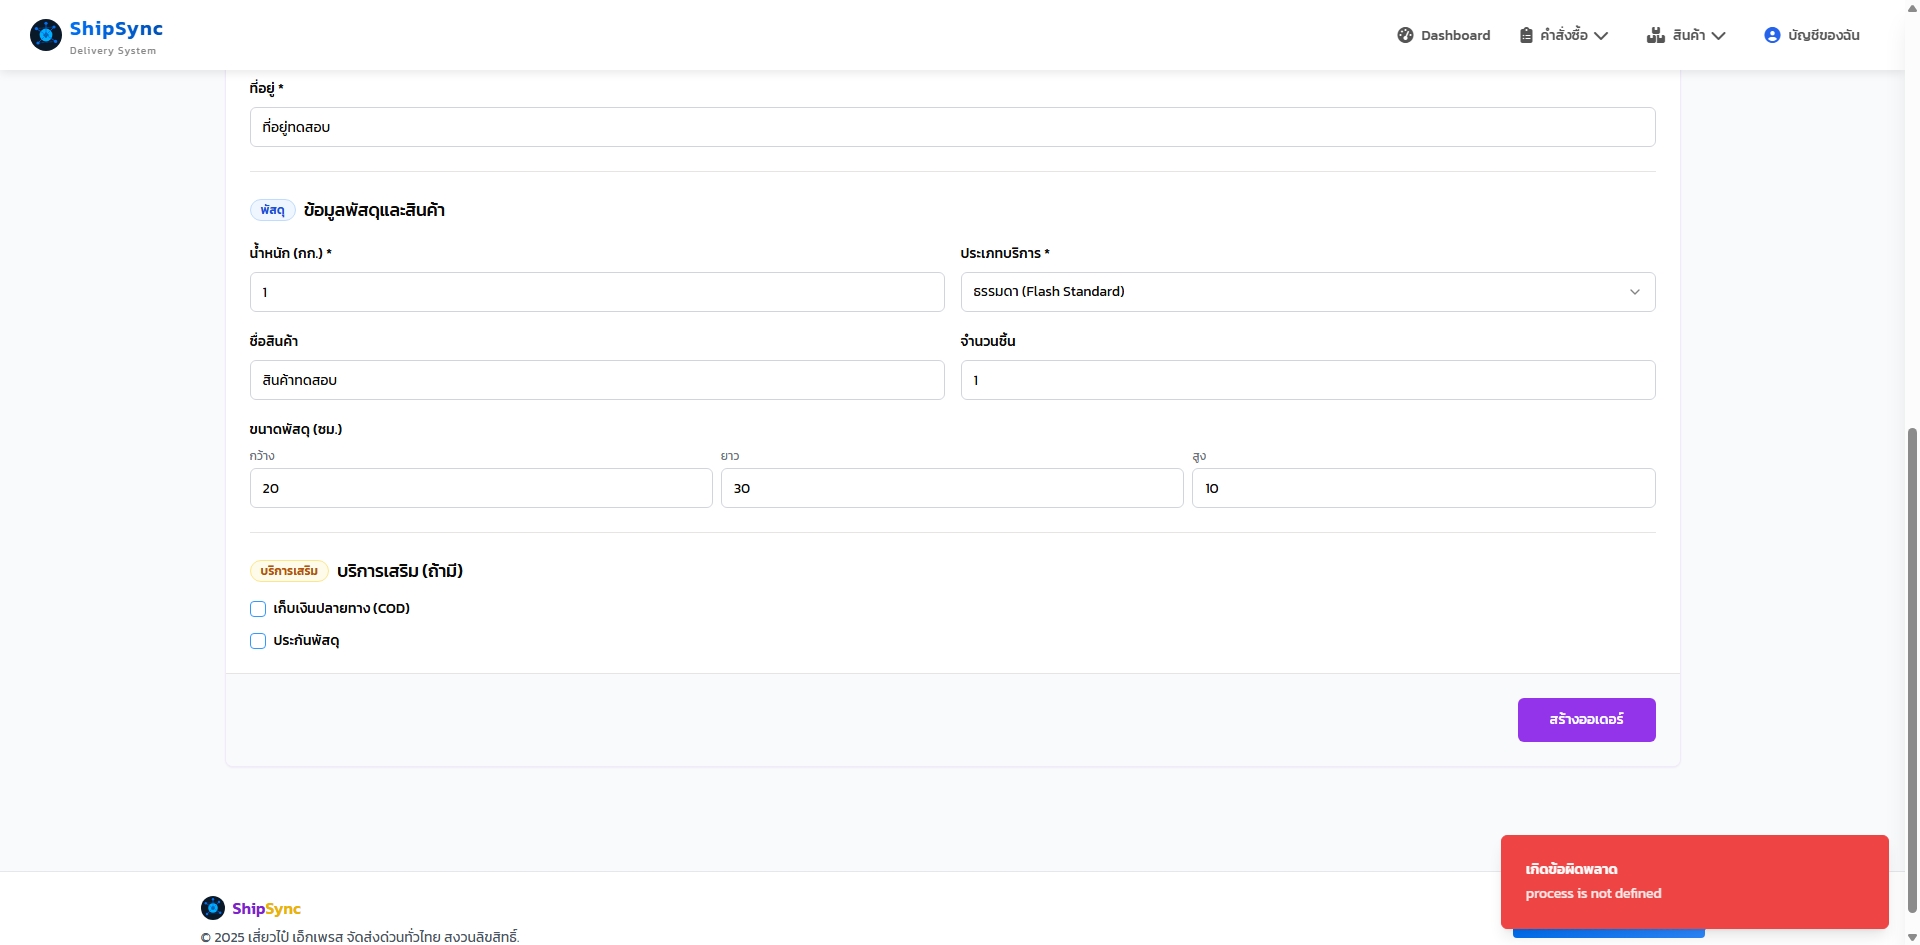 ShipSync
Delivery System
Dashboard
คำสั่งซื้อ
สินค้า
บัญชีของฉัน
ที่อยู่ *
ที่อยู่ทดสอบ
พัสดุ ข้อมูลพัสดุและสินค้า
น้ำหนัก (กก.) *
ประเภทบริการ *
1
ธรรมดา (Flash Standard)
ชื่อสินค้า
จำนวนชิ้น
สินค้าทดสอบ
1
ขนาดพัสดุ (ซม.)
กว้าง
ยาว
สูง
20
30
10
บริการเสริม บริการเสริม (ถ้ามี)
เก็บเงินปลายทาง (COD)
ประกันพัสดุ
สร้างออเดอร์
เกิดข้อผิดพลาด
process is not defined
ShipSync
© 2025 เสี่ยวไป๋ เอ็กเพรส จัดส่งด่วนทั่วไทย สงวนลิขสิทธิ์.